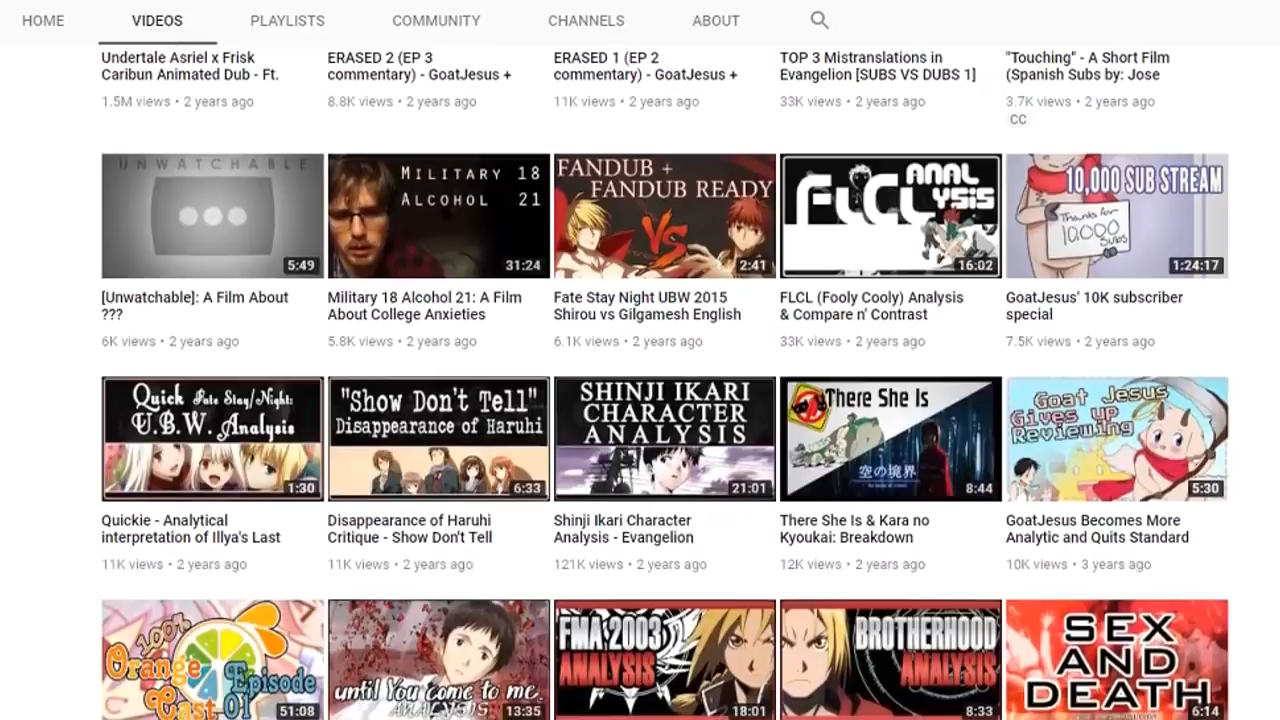 HOME VIDEOS PLAYLISTS COMMUNITY CHANNELS ABOUT
Undertale Asriel x Frisk
Caribun Animated Dub - Ft.
1.5M views • 2 years ago
ERASED 2 (EP 3
commentary) - GoatJesus +
8.8K views • 2 years ago
ERASED 1 (EP 2
commentary) - GoatJesus +
11K views • 2 years ago
TOP 3 Mistranslations in
Evangelion [SUBS VS DUBS 1]
33K views • 2 years ago
"Touching" - A Short Film
(Spanish Subs by: Jose
3.7K views • 2 years ago
CC
UNWATCHABLE
5:49
[Unwatchable]: A Film About
???
6K views • 2 years ago
MILITARY 18
ALCOHOL 21
31:24
Military 18 Alcohol 21: A Film
About College Anxieties
5.8K views • 2 years ago
FANDUB +
FANDUB READY
VS
2:41
Fate Stay Night UBW 2015
Shirou vs Gilgamesh English
6.1K views • 2 years ago
FLCL ANAL
YSIS
16:02
FLCL (Fooly Cooly) Analysis
& Compare n' Contrast
33K views • 2 years ago
10,000 SUB STREAM
Thanks for
10,000
Subs
1:24:17
GoatJesus' 10K subscriber
special
7.5K views • 2 years ago
Quick Fate Stay/Night:
U.B.W. Analysis
1:30
Quickie - Analytical
interpretation of Illya's Last
11K views • 2 years ago
"Show Don't Tell"
Disappearance of Haruhi
6:33
Disappearance of Haruhi
Critique - Show Don't Tell
11K views • 2 years ago
SHINJI IKARI
CHARACTER
ANALYSIS
21:01
Shinji Ikari Character
Analysis - Evangelion
121K views • 2 years ago
There She Is
空の境界
8:44
There She Is & Kara no
Kyoukai: Breakdown
12K views • 2 years ago
Goat Jesus
Gives UP
Reviewing
5:30
GoatJesus Becomes More
Analytic and Quits Standard
10K views • 3 years ago
100%
Orange
Cast
Episode
01
51:08
until You come to me.
ANALYSIS
13:35
FMA 2003
ANALYSIS
18:01
BROTHERHOOD
ANALYSIS
8:33
SEX
AND
DEATH
6:14